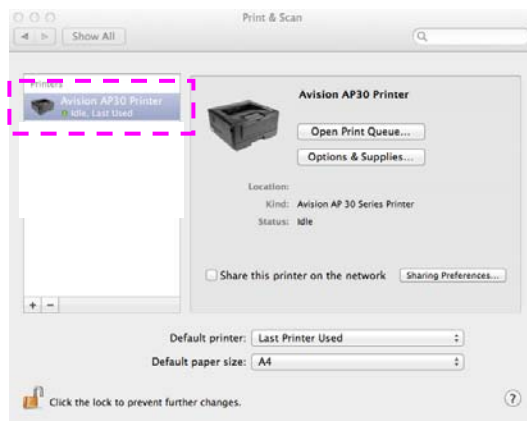 Print & Scan
Show All
Printers
Avision AP30 Printer
Idle, Last Used
Avision AP30 Printer
Open Print Queue...
Options & Supplies...
Location:
Kind: Avision AP 30 Series Printer
Status: Idle
Share this printer on the network Sharing Preferences...
+ −
Default printer: Last Printer Used
Default paper size: A4
Click the lock to prevent further changes. ?